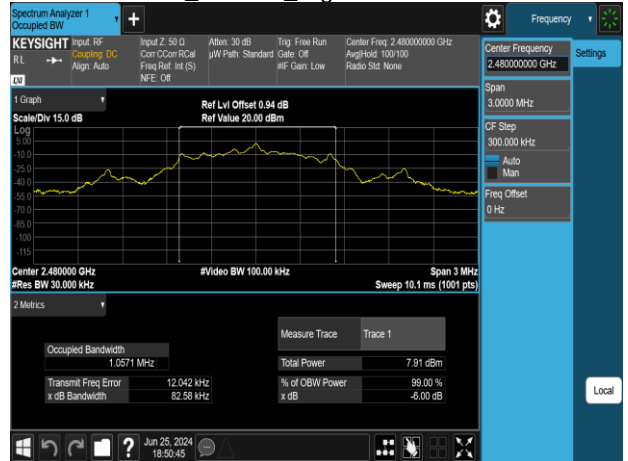 Spectrum Analyzer 1
Occupied BW
Frequency
KEYSIGHT
RL
LXI
Input: RF
Coupling: DC
Align: Auto
Input Z: 50 Ω
Corr CCorr RCal
Freq Ref: Int (S)
NFE: Off
Atten: 30 dB
µW Path: Standard
Trig: Free Run
Gate: Off
#IF Gain: Low
Center Freq: 2.480000000 GHz
Avg|Hold: 100/100
Radio Std: None
Center Frequency
2.480000000 GHz
Settings
Span
3.0000 MHz
CF Step
300.000 kHz
Auto
Man
Freq Offset
0 Hz
1 Graph
Scale/Div 15.0 dB
Ref Lvl Offset 0.94 dB
Ref Value 20.00 dBm
Log
5.00
-10.0
-25.0
-40.0
-55.0
-70.0
-85.0
-100
-115
Center 2.480000 GHz
#Video BW 100.00 kHz
Span 3 MHz
#Res BW 30.000 kHz
Sweep 10.1 ms (1001 pts)
2 Metrics
Measure Trace Trace 1
Occupied Bandwidth
1.0571 MHz
Total Power 7.91 dBm
Transmit Freq Error 12.042 kHz
% of OBW Power 99.00 %
x dB Bandwidth 82.58 kHz
x dB -6.00 dB
Local
?
Jun 25, 2024
18:50:45